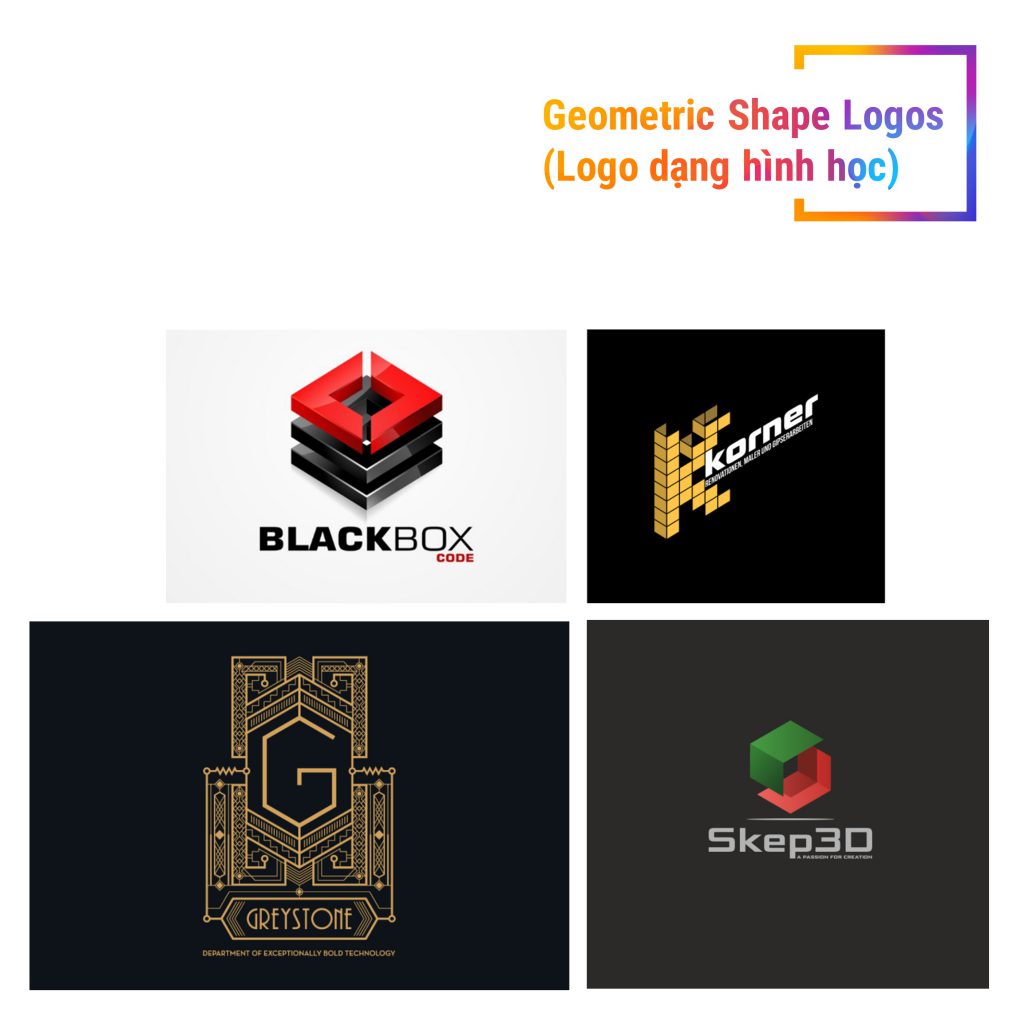 Geometric Shape Logos
(Logo dạng hình học)
BLACKBOX
CODE
korner
RENOVATIONEN, MALER UND GIPSERARBEITEN
G
GREYSTONE
DEPARTMENT OF EXCEPTIONALLY BOLD TECHNOLOGY
Skep3D
A PASSION FOR CREATION